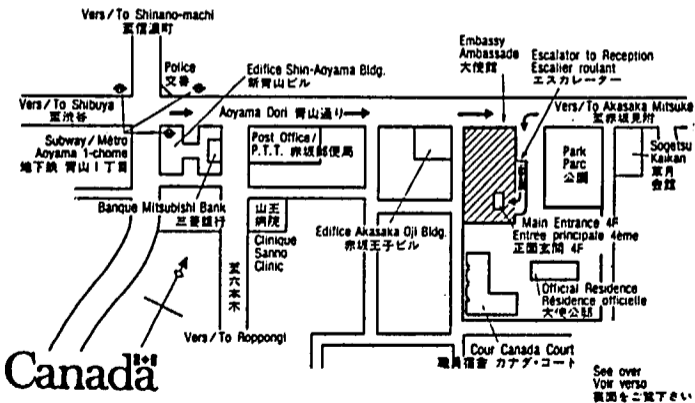 Vers/To Shinano-machi
至信濃町
Police
交番
Edifice Shin-Aoyama Bldg.
新青山ビル
Embassy
Ambassade
大使館
Escalator to Reception
Escalier roulant
エスカレーター
Vers/To Shibuya
至渋谷
Aoyama Dori 青山通り
Vers/To Akasaka Mitsuke
至赤坂見附
Subway/Métro
Aoyama 1-chome
地下鉄 青山1丁目
Post Office/
P.T.T. 赤坂郵便局
Park
Parc
公園
Sogetsu
Kaikan
草月
会館
Banque Mitsubishi Bank
三菱銀行
山王
病院
Clinique
Sanno
Clinic
Edifice Akasaka Oji Bldg.
赤坂王子ビル
Main Entrance 4F
Entrée principale 4ème
正面玄関 4F
至六本木
Vers/To Roppongi
Official Residence
Résidence officielle
大使公邸
Cour Canada Court
職員宿舎 カナダ・コート
Canada
See over
Voir verso
裏面をご覧下さい